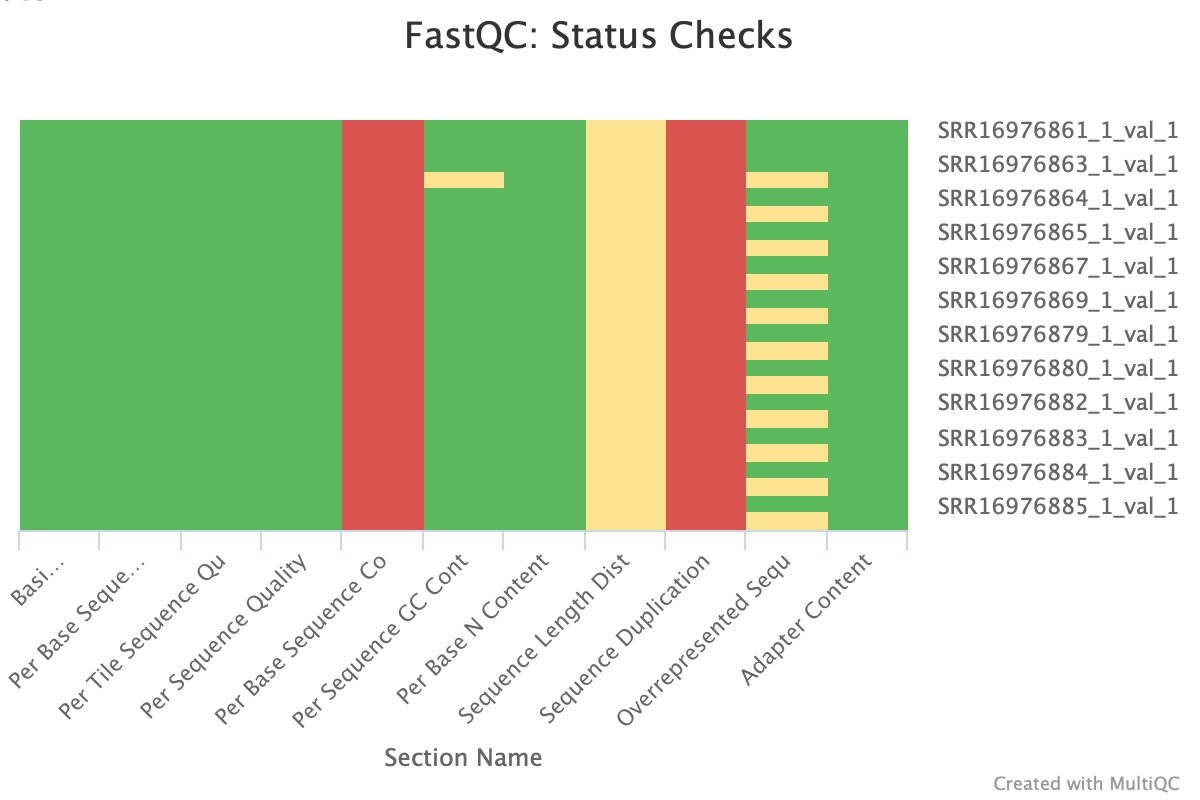 FastQC: Status Checks
SRR16976861_1_val_1
SRR16976863_1_val_1
SRR16976864_1_val_1
SRR16976865_1_val_1
SRR16976867_1_val_1
SRR16976869_1_val_1
SRR16976879_1_val_1
SRR16976880_1_val_1
SRR16976882_1_val_1
SRR16976883_1_val_1
SRR16976884_1_val_1
SRR16976885_1_val_1
Basi…
Per Base Seque…
Per Tile Sequence Qu
Per Sequence Quality
Per Base Sequence Co
Per Sequence GC Cont
Per Base N Content
Sequence Length Dist
Sequence Duplication
Overrepresented Sequ
Adapter Content
Section Name
Created with MultiQC